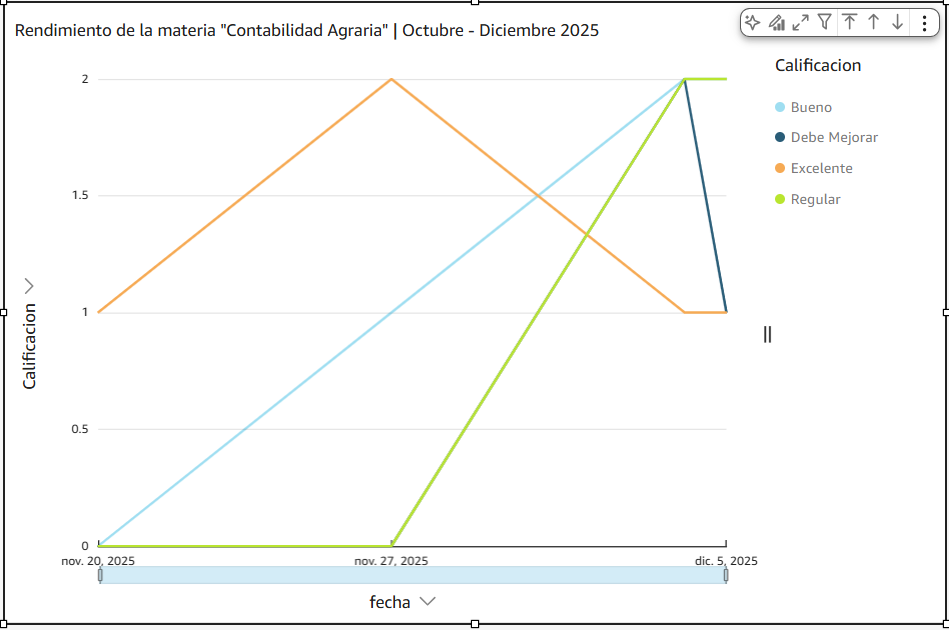 Rendimiento de la materia "Contabilidad Agraria" | Octubre - Diciembre 2025
Calificacion
Bueno
Debe Mejorar
Excelente
Regular
2
1.5
1
0.5
0
Calificacion
nov. 20, 2025
nov. 27, 2025
dic. 5, 2025
fecha